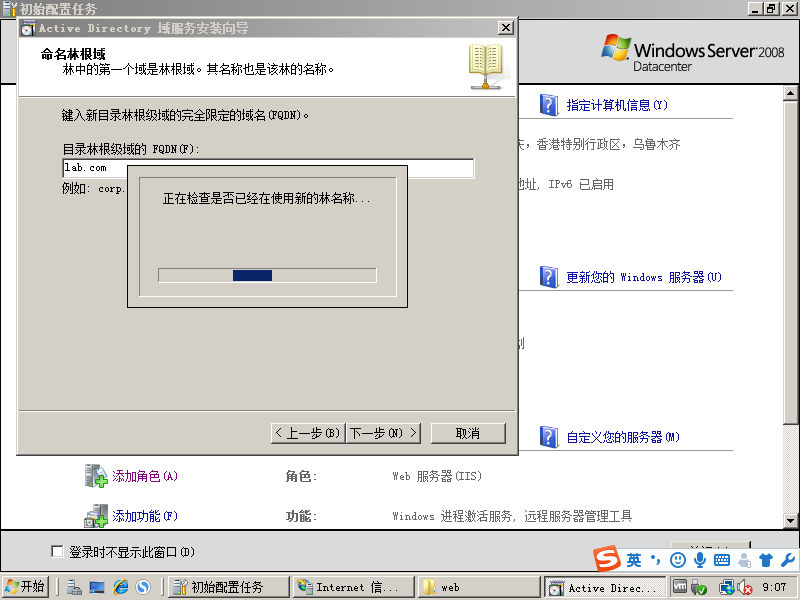 初始配置任务
Active Directory 域服务安装向导
命名林根域
林中的第一个域是林根域。其名称也是该林的名称。
Windows Server 2008
Datacenter
键入新目录林根级域的完全限定的域名(FQDN)。
目录林根级域的 FQDN(F):
lab.com
例如: corp.
正在检查是否已经在使用新的林名称...
< 上一步(B)
下一步(N) >
取消
指定计算机信息(Y)
，香港特别行政区，乌鲁木齐
地址, IPv6 已启用
更新您的 Windows 服务器(U)
自定义您的服务器(M)
添加角色(A)
角色:
Web 服务器(IIS)
添加功能(F)
功能:
Windows 进程激活服务, 远程服务器管理工具
登录时不显示此窗口(D)
英
开始
初始配置任务
Internet 信...
web
Active Direc...
9:07